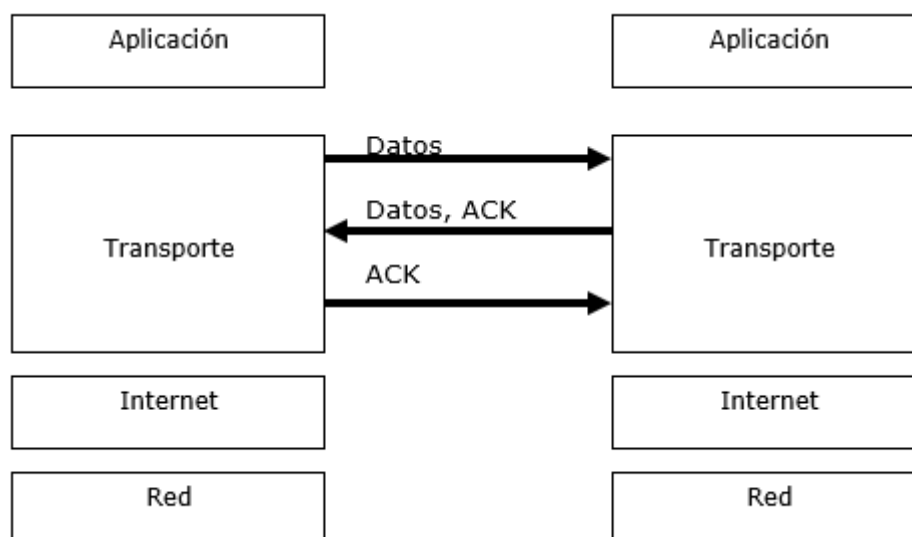 Aplicación
Aplicación
Datos
Datos, ACK
Transporte
Transporte
ACK
Internet
Internet
Red
Red